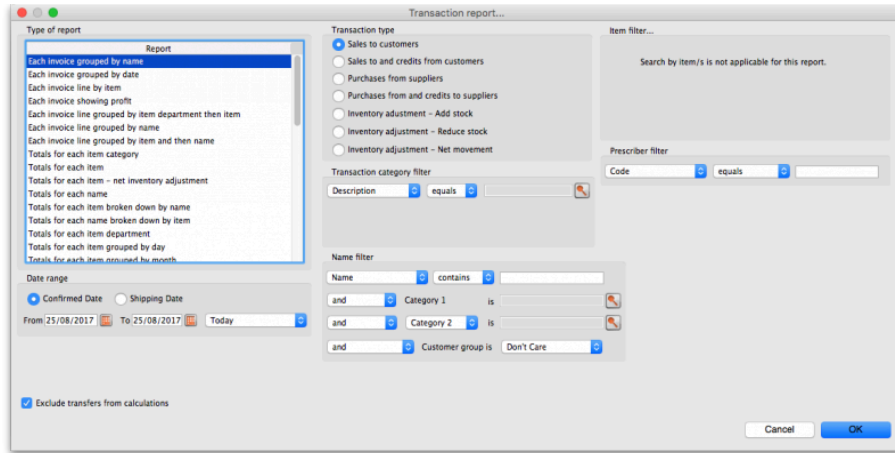 Transaction report...
Type of report
Report
Each invoice grouped by name
Each invoice grouped by date
Each invoice line by item
Each invoice showing profit
Each invoice line grouped by item department then item
Each invoice line grouped by name
Each invoice line grouped by item and then name
Totals for each item category
Totals for each item
Totals for each item - net inventory adjustment
Totals for each name
Totals for each item broken down by name
Totals for each name broken down by item
Totals for each item department
Totals for each item grouped by day
Totals for each item grouped by month
Date range
Confirmed Date Shipping Date
From 25/08/2017 To 25/08/2017 Today
Exclude transfers from calculations
Transaction type
Sales to customers
Sales to and credits from customers
Purchases from suppliers
Purchases from and credits to suppliers
Inventory adustment - Add stock
Inventory adjustment - Reduce stock
Inventory adjustment - Net movement
Transaction category filter
Description equals
Name filter
Name contains
and Category 1 is
and Category 2 is
and Customer group is Don't Care
Item filter...
Search by item/s is not applicable for this report.
Prescriber filter
Code equals
Cancel OK